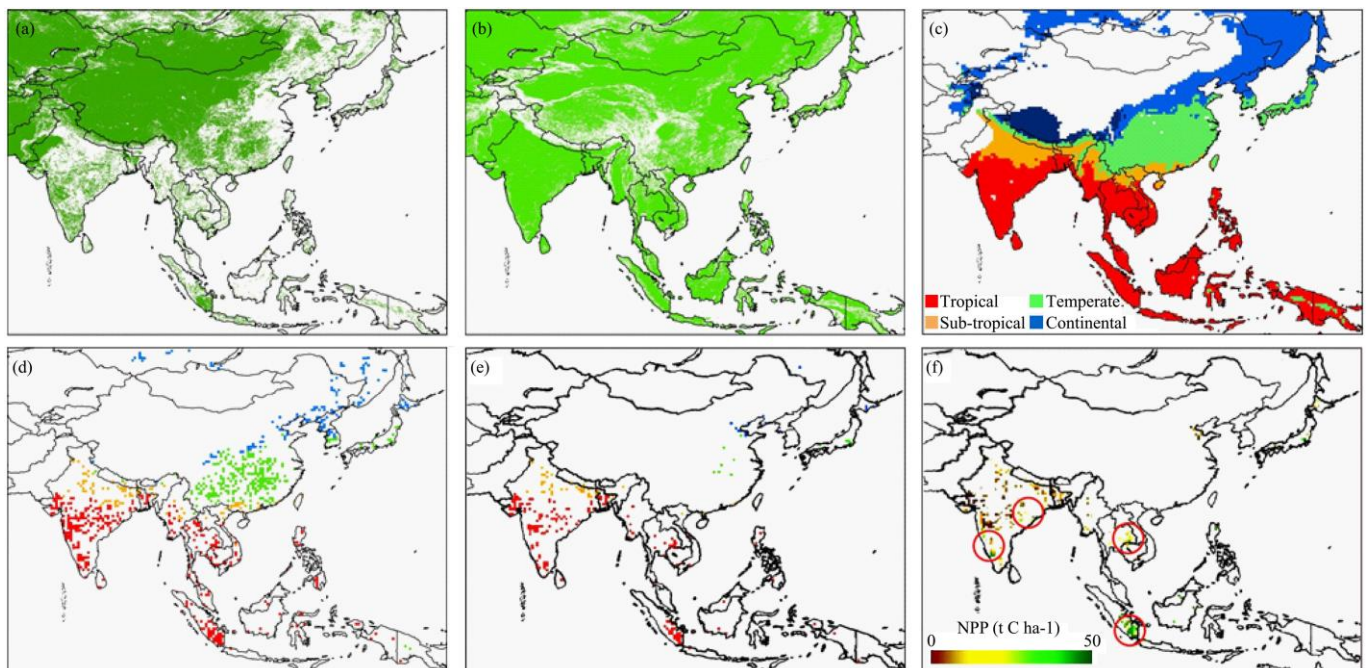 (a)
(b)
(c)
Tropical
Temperate.
Sub-tropical
Continental
(d)
(e)
(f)
NPP (t C ha-1)
0
50